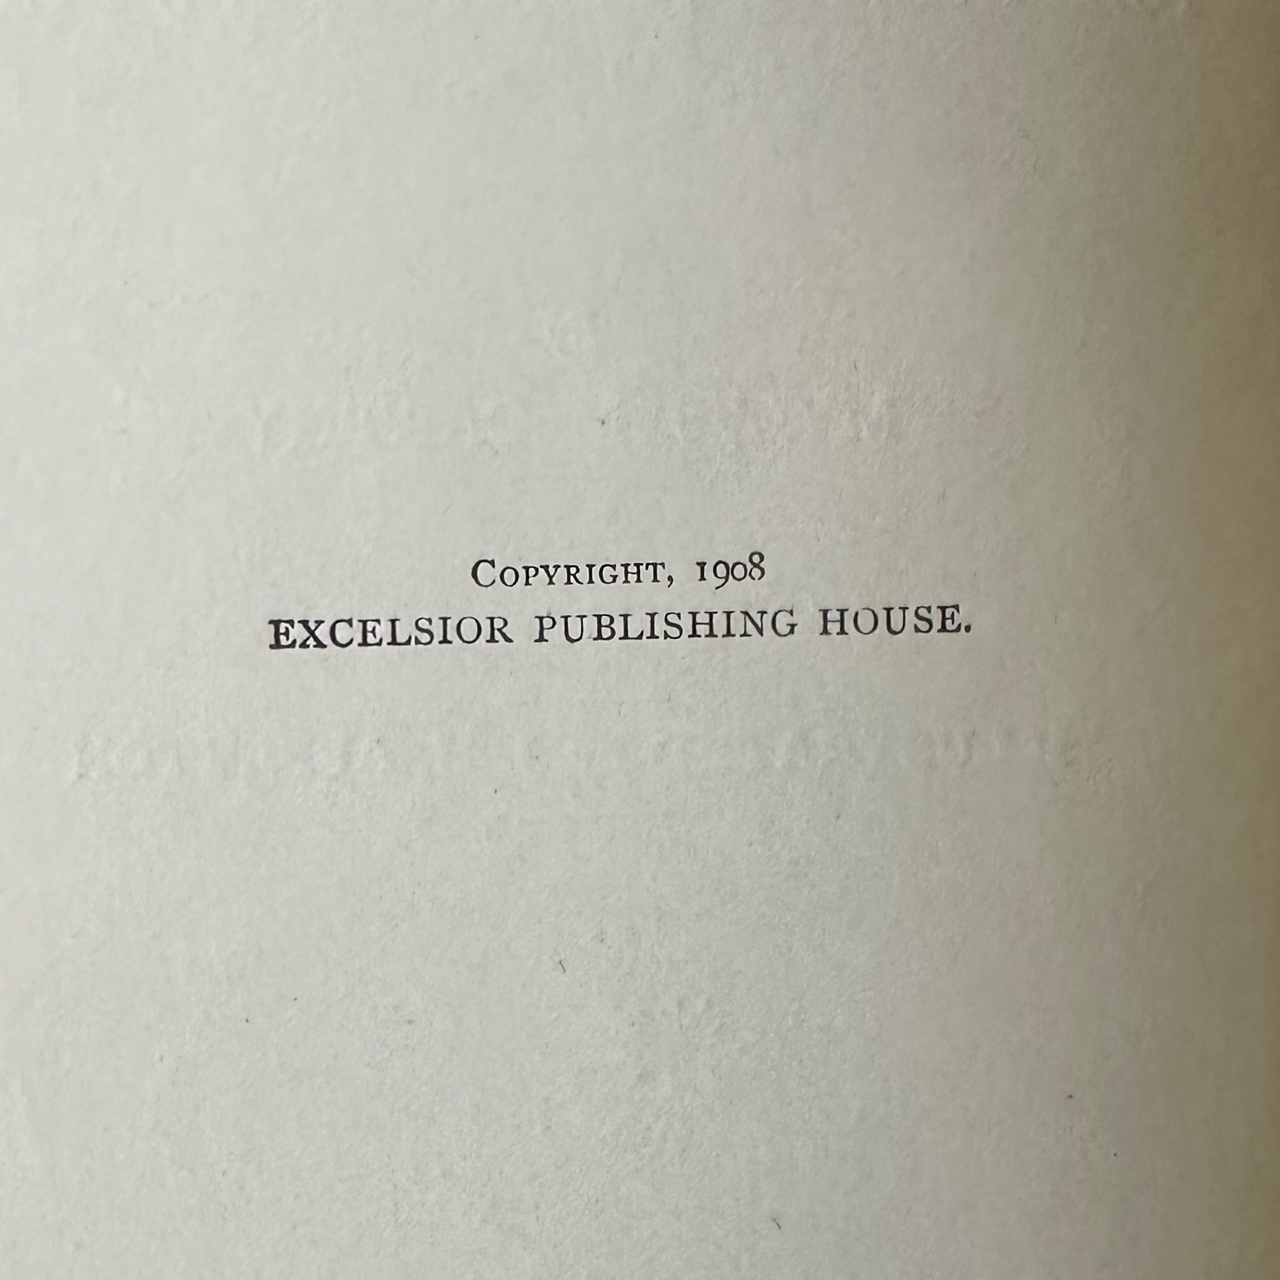 Copyright, 1908
EXCELSIOR PUBLISHING HOUSE.